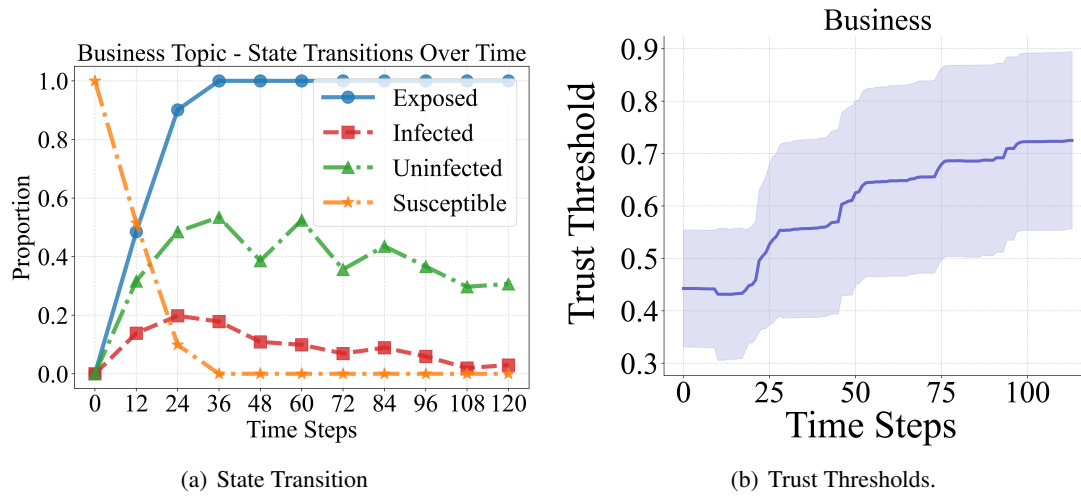 Business Topic - State Transitions Over Time
Proportion
1.0
0.8
0.6
0.4
0.2
0.0
Exposed
Infected
Uninfected
Susceptible
0 12 24 36 48 60 72 84 96 108 120
Time Steps
(a) State Transition
Business
Trust Threshold
0.9
0.8
0.7
0.6
0.5
0.4
0.3
0 25 50 75 100
Time Steps
(b) Trust Thresholds.